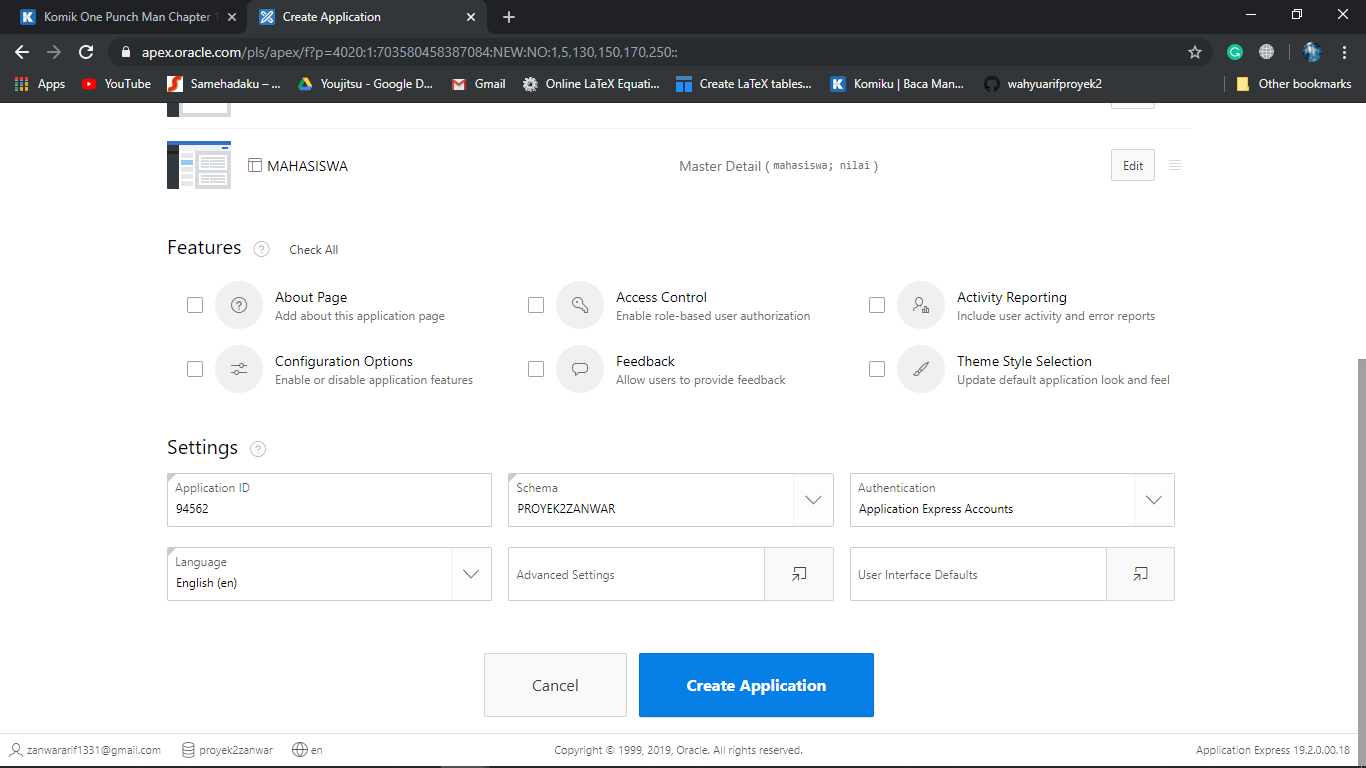 Komik One Punch Man Chapter 1
Create Application
apex.oracle.com/pls/apex/f?p=4020:1:703580458387084:NEW:NO:1,5,130,150,170,250::
Apps YouTube Samehadaku – ... Youjitsu - Google D... Gmail Online LaTeX Equati... Create LaTeX tables... Komiku | Baca Man... wahyuarifproyek2 Other bookmarks
MAHASISWA Master Detail ( mahasiswa; nilai ) Edit
Features ? Check All
About Page
Add about this application page
Access Control
Enable role-based user authorization
Activity Reporting
Include user activity and error reports
Configuration Options
Enable or disable application features
Feedback
Allow users to provide feedback
Theme Style Selection
Update default application look and feel
Settings ?
Application ID
94562
Schema
PROYEK2ZANWAR
Authentication
Application Express Accounts
Language
English (en)
Advanced Settings
User Interface Defaults
Cancel
Create Application
zanwararif1331@gmail.com proyek2zanwar en Copyright © 1999, 2019, Oracle. All rights reserved. Application Express 19.2.0.00.18